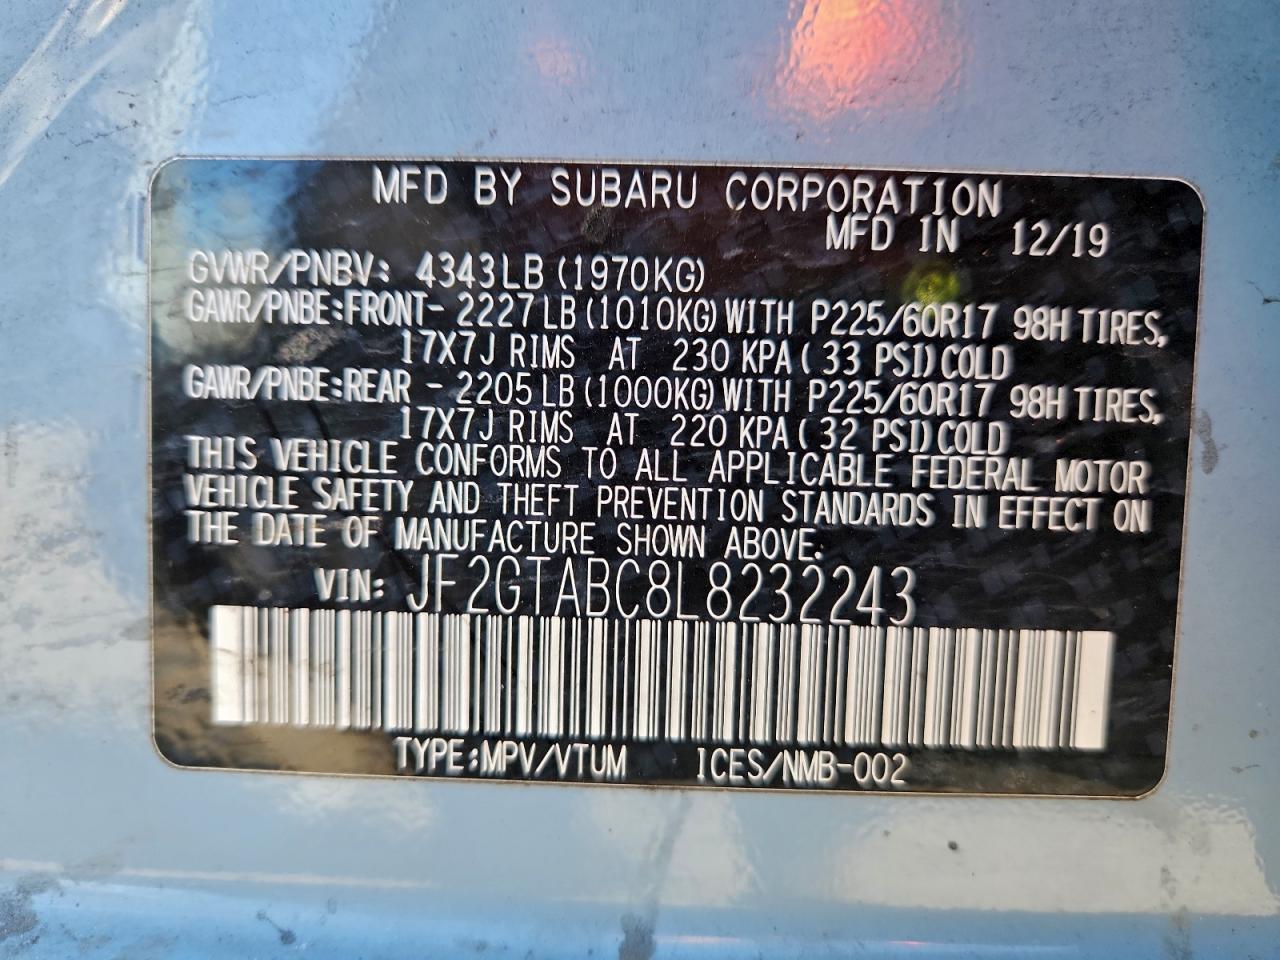 MFD BY SUBARU CORPORATION
MFD IN 12/19
GVWR/PNBV: 4343LB (1970KG)
GAWR/PNBE:FRONT- 2227LB (1010KG) WITH P225/60R17 98H TIRES,
17X7J RIMS AT 230 KPA ( 33 PSI) COLD
GAWR/PNBE:REAR - 2205LB (1000KG) WITH P225/60R17 98H TIRES,
17X7J RIMS AT 220 KPA ( 32 PSI) COLD
THIS VEHICLE CONFORMS TO ALL APPLICABLE FEDERAL MOTOR
VEHICLE SAFETY AND THEFT PREVENTION STANDARDS IN EFFECT ON
THE DATE OF MANUFACTURE SHOWN ABOVE.
VIN: JF2GTABC8L8232243
TYPE:MPV/VTUM ICES/NMB-002